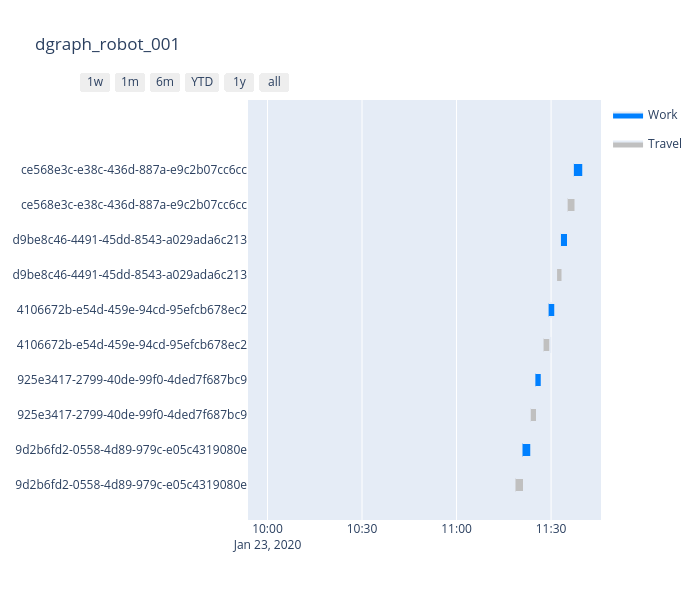 dgraph_robot_001
1w 1m 6m YTD 1y all
Work
Travel
ce568e3c-e38c-436d-887a-e9c2b07cc6cc
ce568e3c-e38c-436d-887a-e9c2b07cc6cc
d9be8c46-4491-45dd-8543-a029ada6c213
d9be8c46-4491-45dd-8543-a029ada6c213
4106672b-e54d-459e-94cd-95efcb678ec2
4106672b-e54d-459e-94cd-95efcb678ec2
925e3417-2799-40de-99f0-4ded7f687bc9
925e3417-2799-40de-99f0-4ded7f687bc9
9d2b6fd2-0558-4d89-979c-e05c4319080e
9d2b6fd2-0558-4d89-979c-e05c4319080e
10:00 10:30 11:00 11:30
Jan 23, 2020